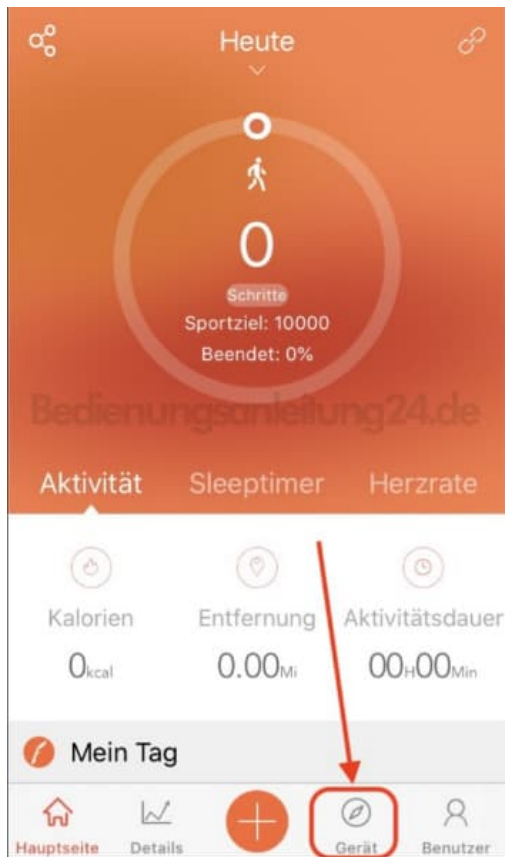 Heute
0
Schritte
Sportziel: 10000
Beendet: 0%
Bedienungsanleitung24.de
Aktivität Sleeptimer Herzrate
Kalorien Entfernung Aktivitätsdauer
0kcal 0.00Mi 00H00Min
Mein Tag
Hauptseite Details Gerät Benutzer